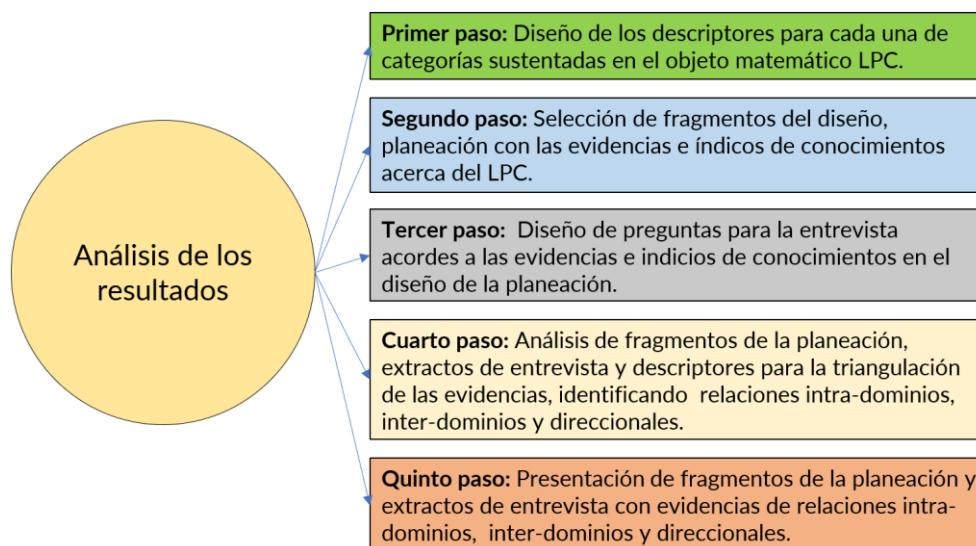 Análisis de los
resultados
Primer paso: Diseño de los descriptores para cada una de
categorías sustentadas en el objeto matemático LPC.
Segundo paso: Selección de fragmentos del diseño,
planeación con las evidencias e índicos de conocimientos
acerca del LPC.
Tercer paso: Diseño de preguntas para la entrevista
acordes a las evidencias e indicios de conocimientos en el
diseño de la planeación.
Cuarto paso: Análisis de fragmentos de la planeación,
extractos de entrevista y descriptores para la triangulación
de las evidencias, identificando relaciones intra-dominios,
inter-dominios y direccionales.
Quinto paso: Presentación de fragmentos de la planeación y
extractos de entrevista con evidencias de relaciones intra-
dominios, inter-dominios y direccionales.